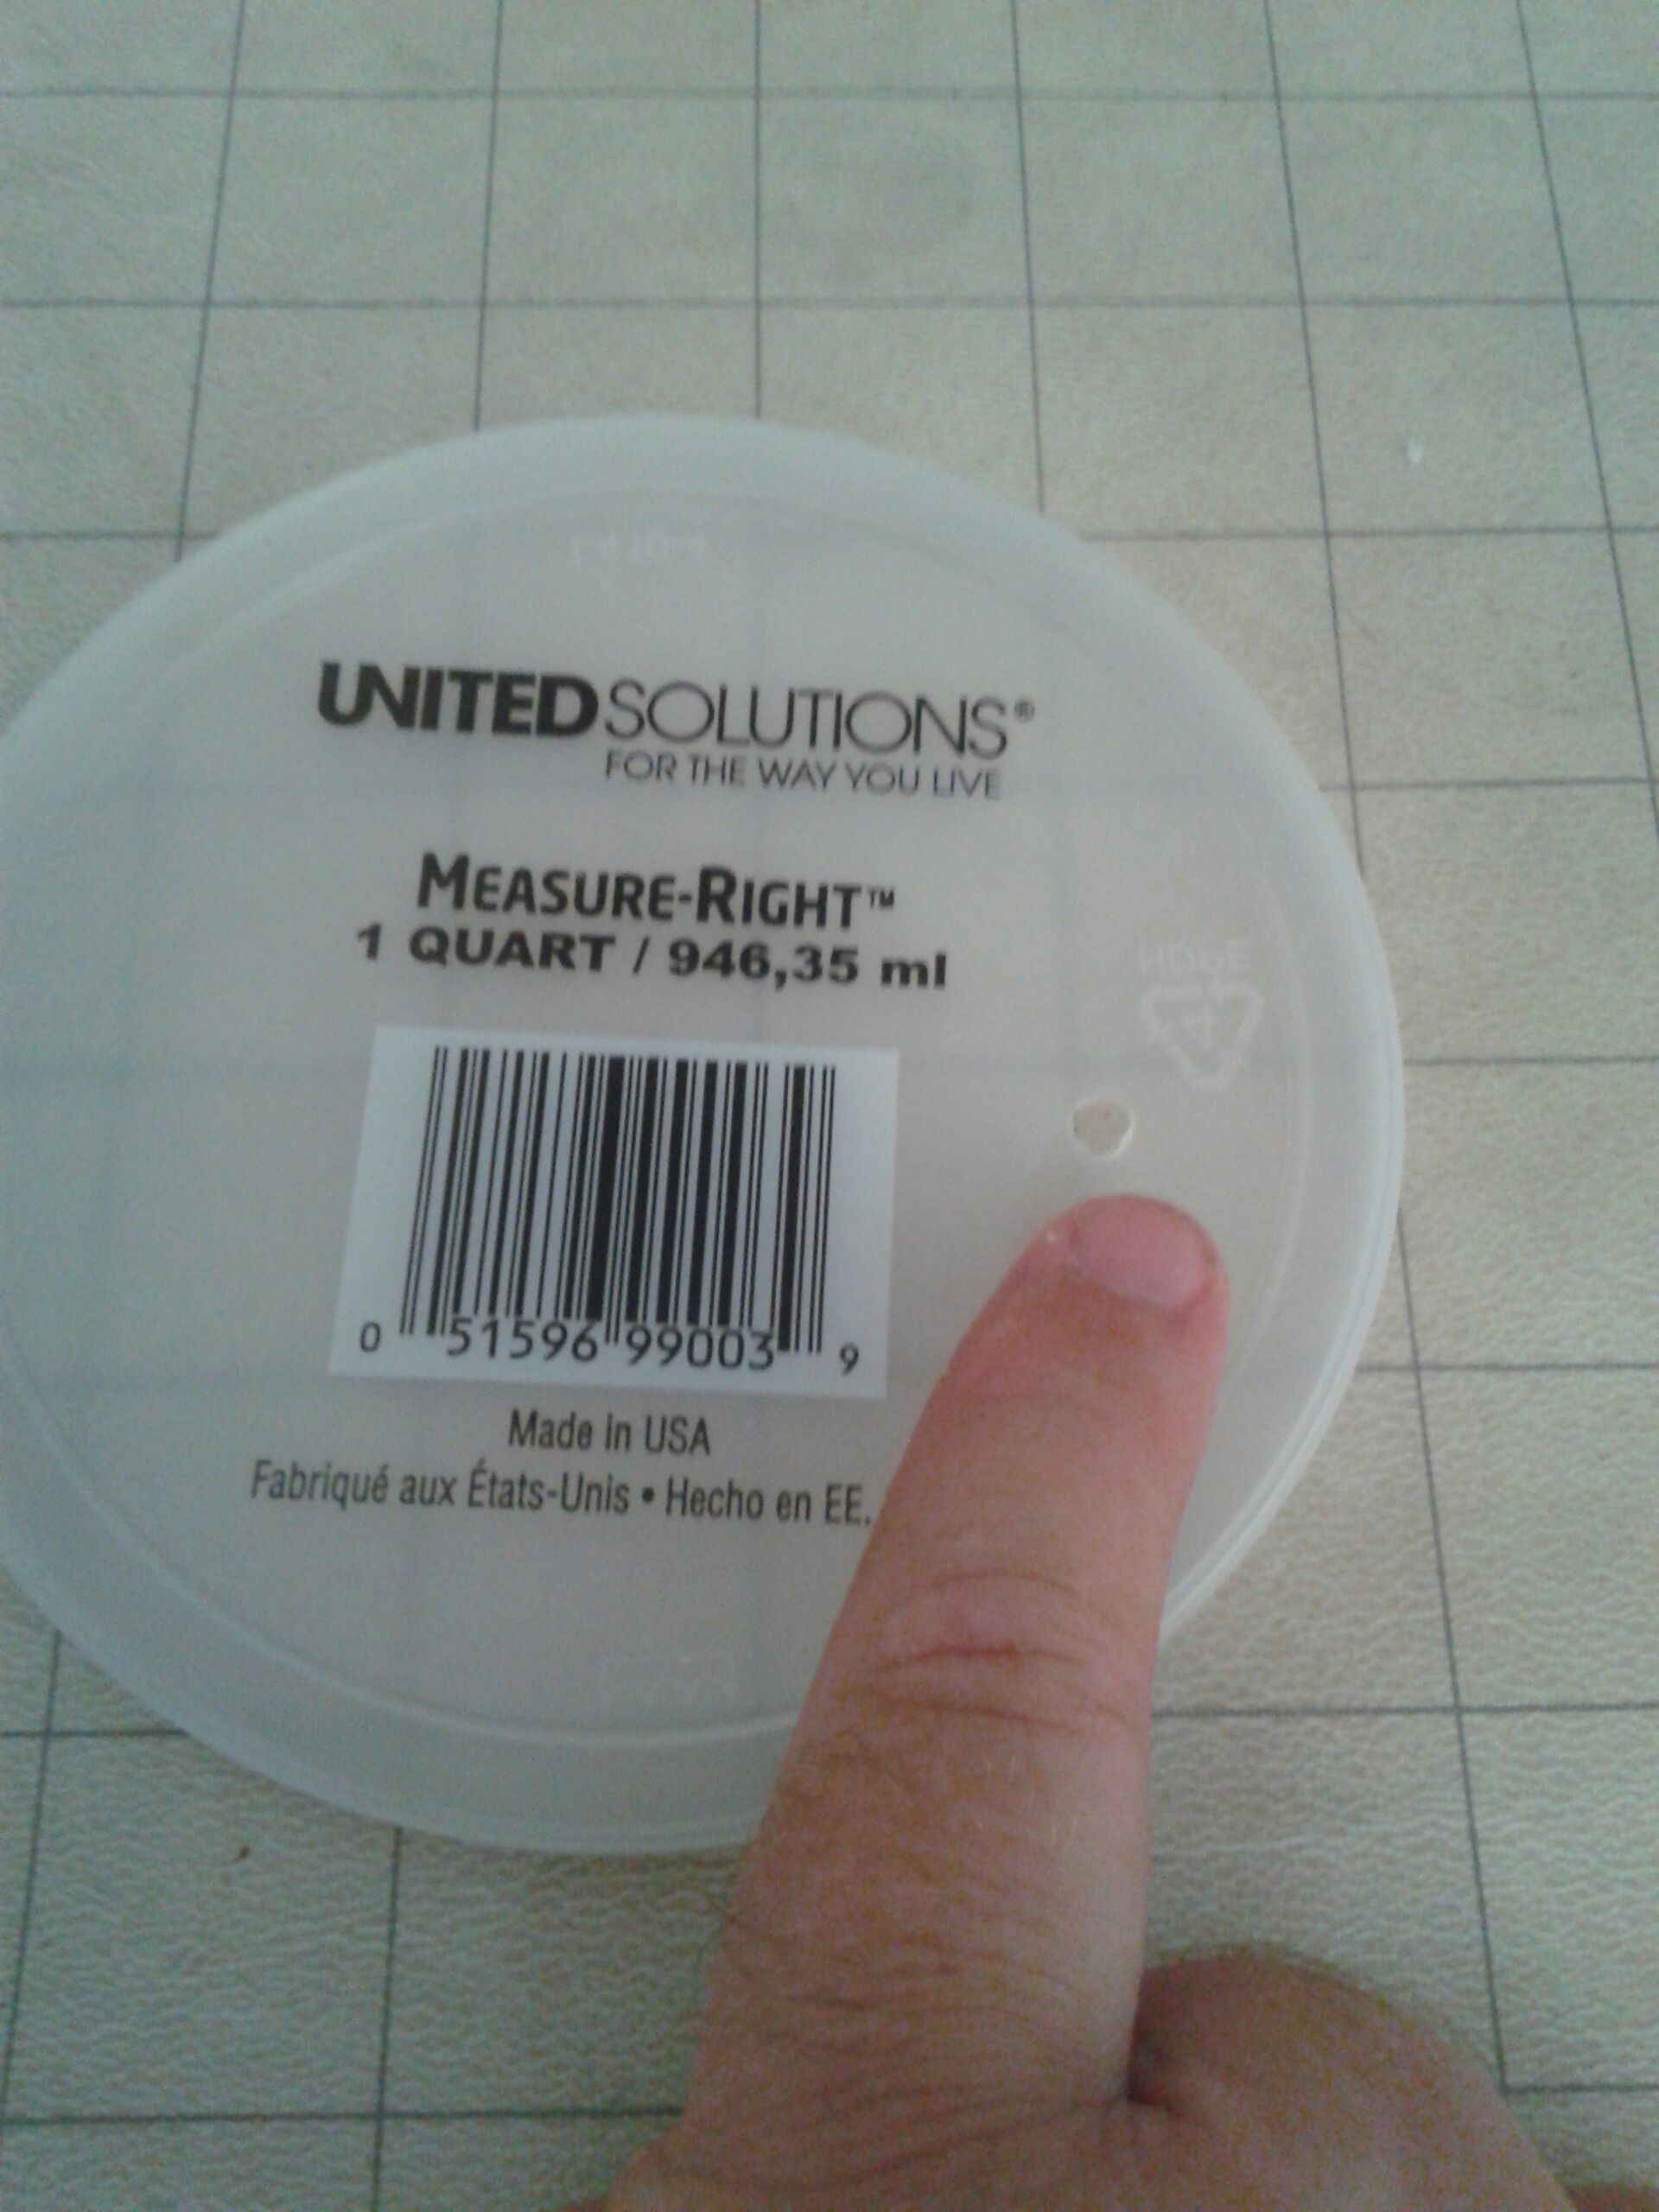 UNITED SOLUTIONS®
FOR THE WAY YOU LIVE
MEASURE-RIGHT™
1 QUART / 946,35 ml
0 51596 99003 9
Made in USA
Fabriqué aux États-Unis • Hecho en EE.